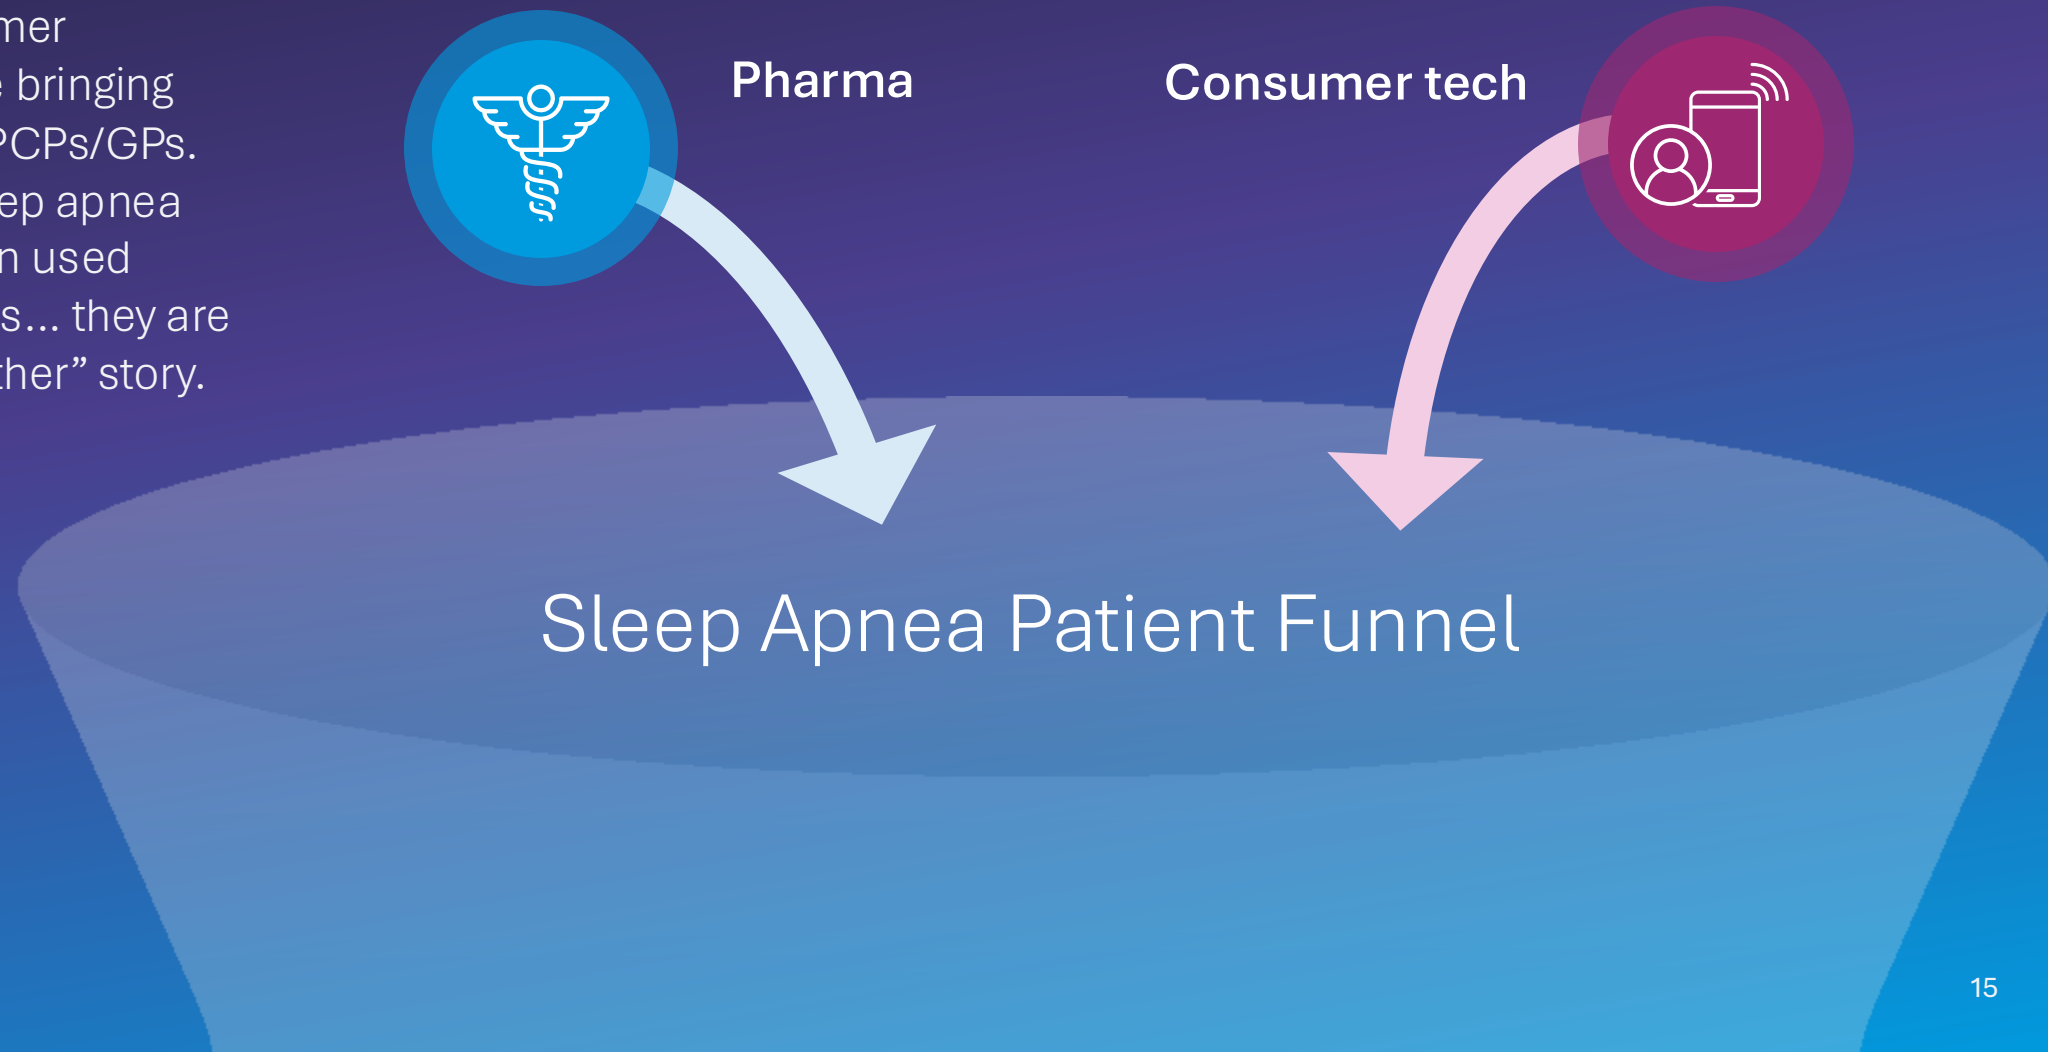 mer
bringing
PCPs/GPs.
ep apnea
n used
s... they are
ther” story.
Pharma
Consumer tech
Sleep Apnea Patient Funnel
15